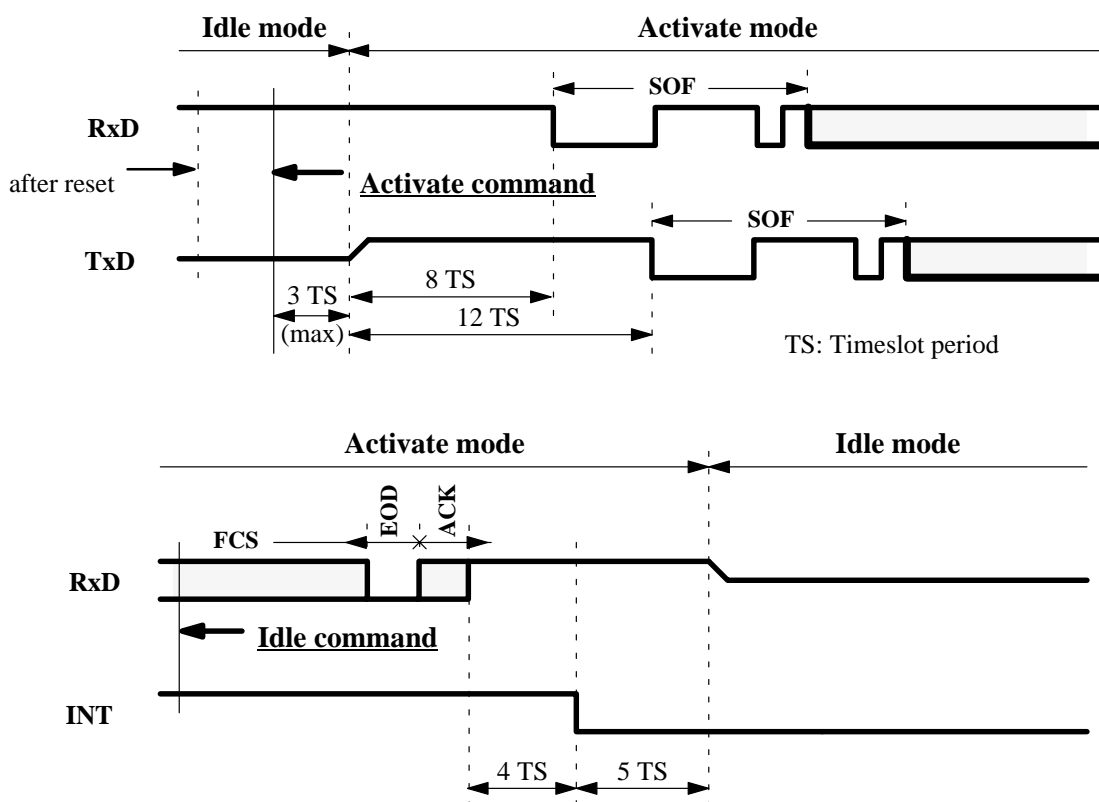 Idle mode
Activate mode
SOF
RxD
after reset
Activate command
SOF
TxD
8 TS
3 TS
(max)
12 TS
TS: Timeslot period
Activate mode
Idle mode
EOD
ACK
FCS
RxD
Idle command
INT
4 TS
5 TS